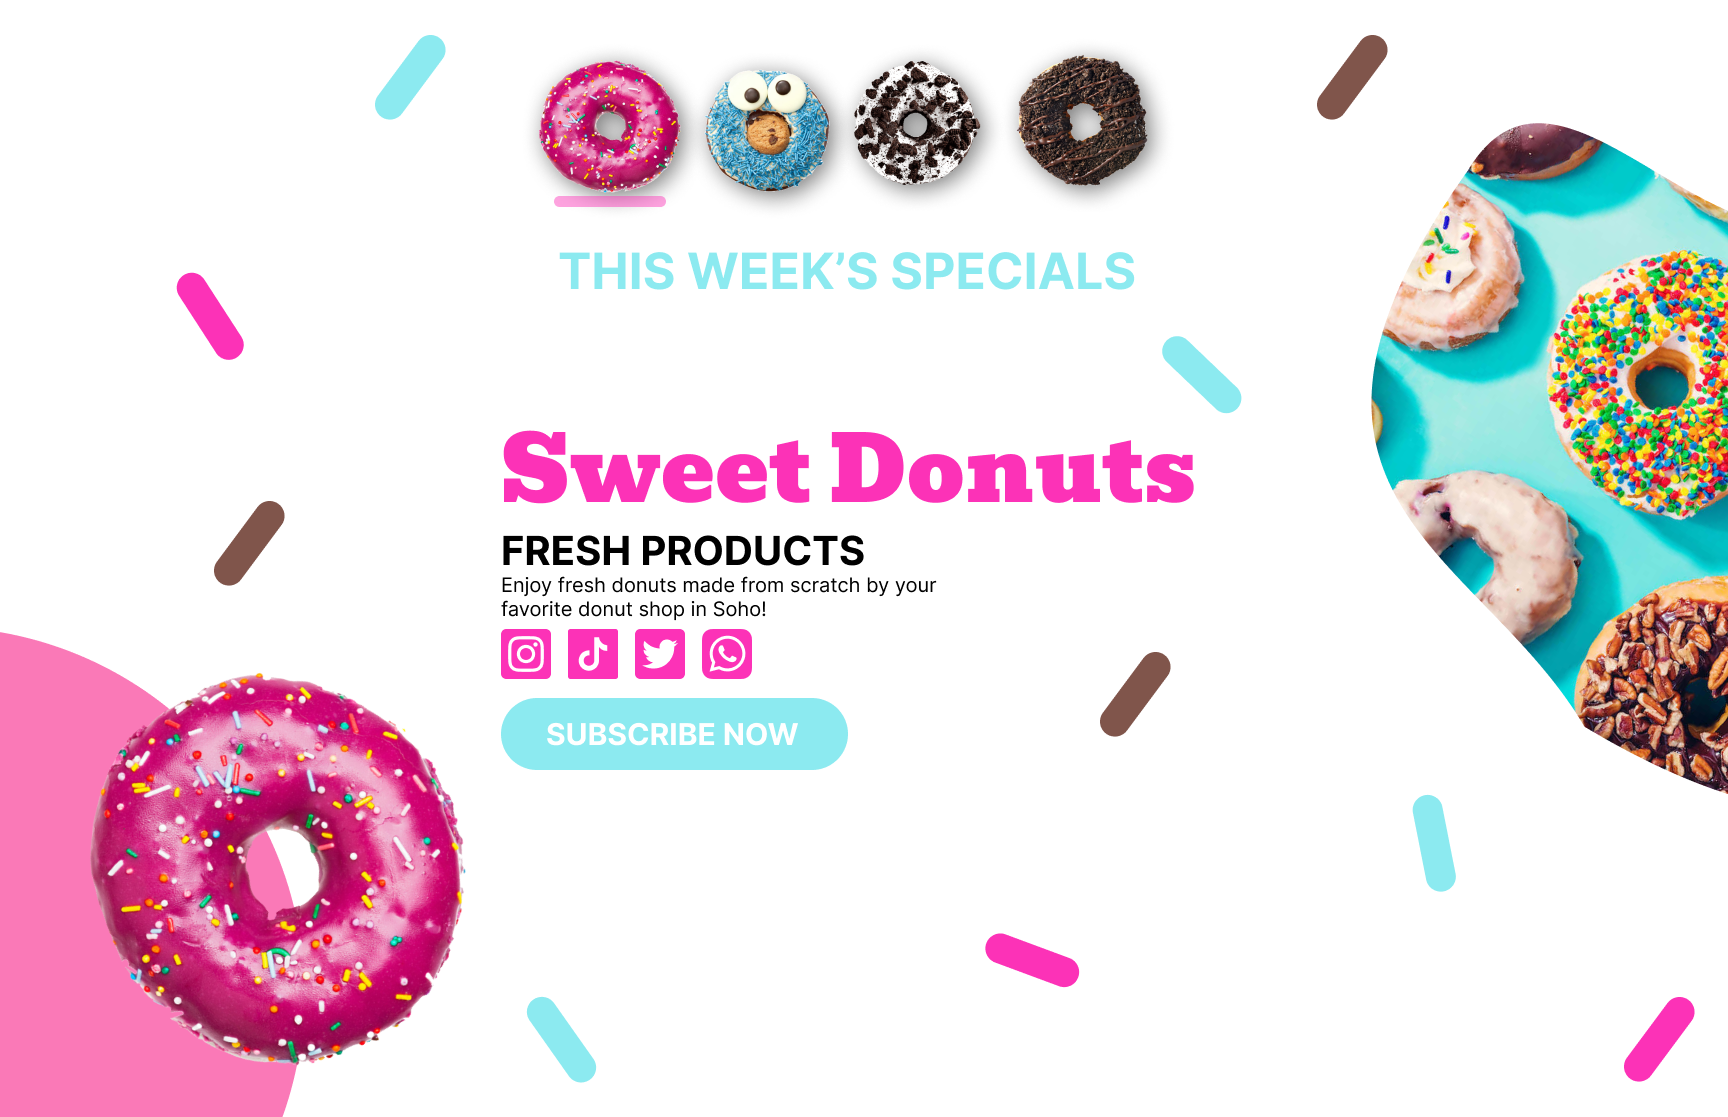 THIS WEEK’S SPECIALS
Sweet Donuts
FRESH PRODUCTS
Enjoy fresh donuts made from scratch by your
favorite donut shop in Soho!
SUBSCRIBE NOW